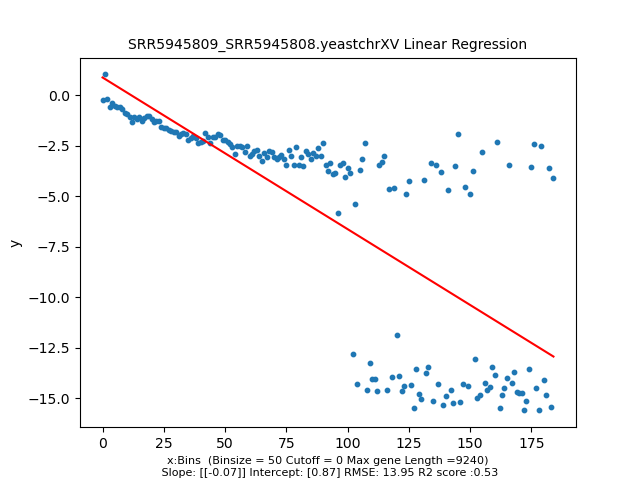 SRR5945809_SRR5945808.yeastchrXV Linear Regression
0.0
−2.5
−5.0
−7.5
−10.0
−12.5
−15.0
y
0 25 50 75 100 125 150 175
x:Bins (Binsize = 50 Cutoff = 0 Max gene Length =9240)
Slope: [[-0.07]] Intercept: [0.87] RMSE: 13.95 R2 score :0.53